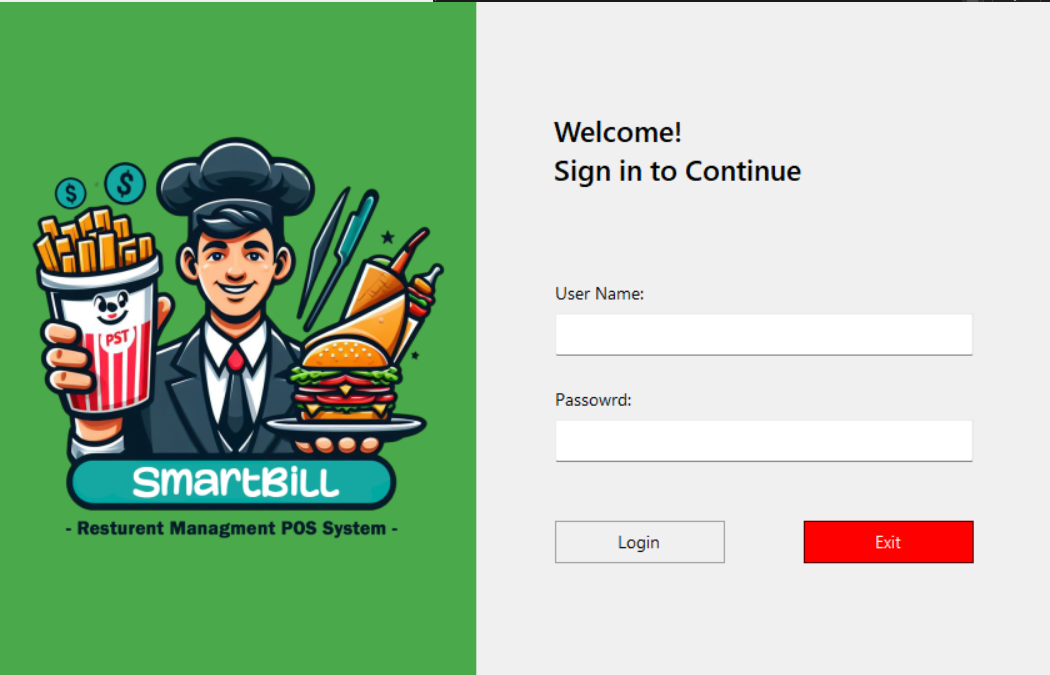 $
$
PST
SmartBill
- Resturent Managment POS System -
Welcome!
Sign in to Continue
User Name:
Passowrd:
Login
Exit